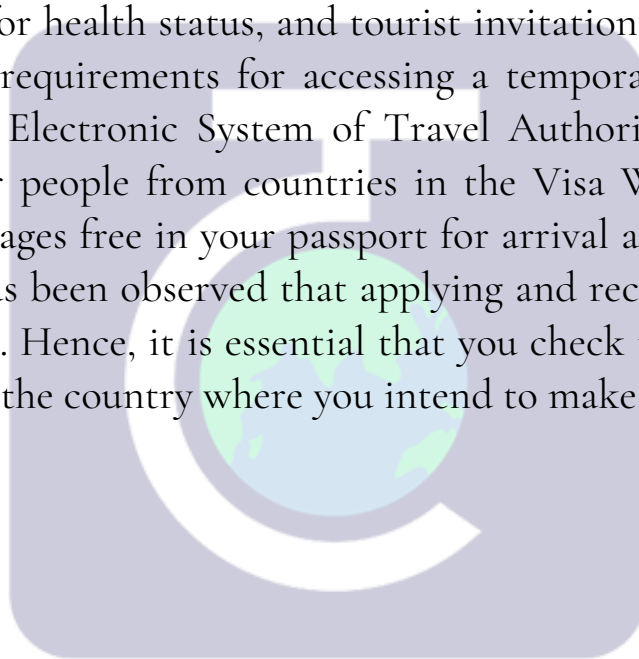 or health status, and tourist invitation
requirements for accessing a tempora
Electronic System of Travel Authori
people from countries in the Visa W
ages free in your passport for arrival a
s been observed that applying and rec
. Hence, it is essential that you check
the country where you intend to make